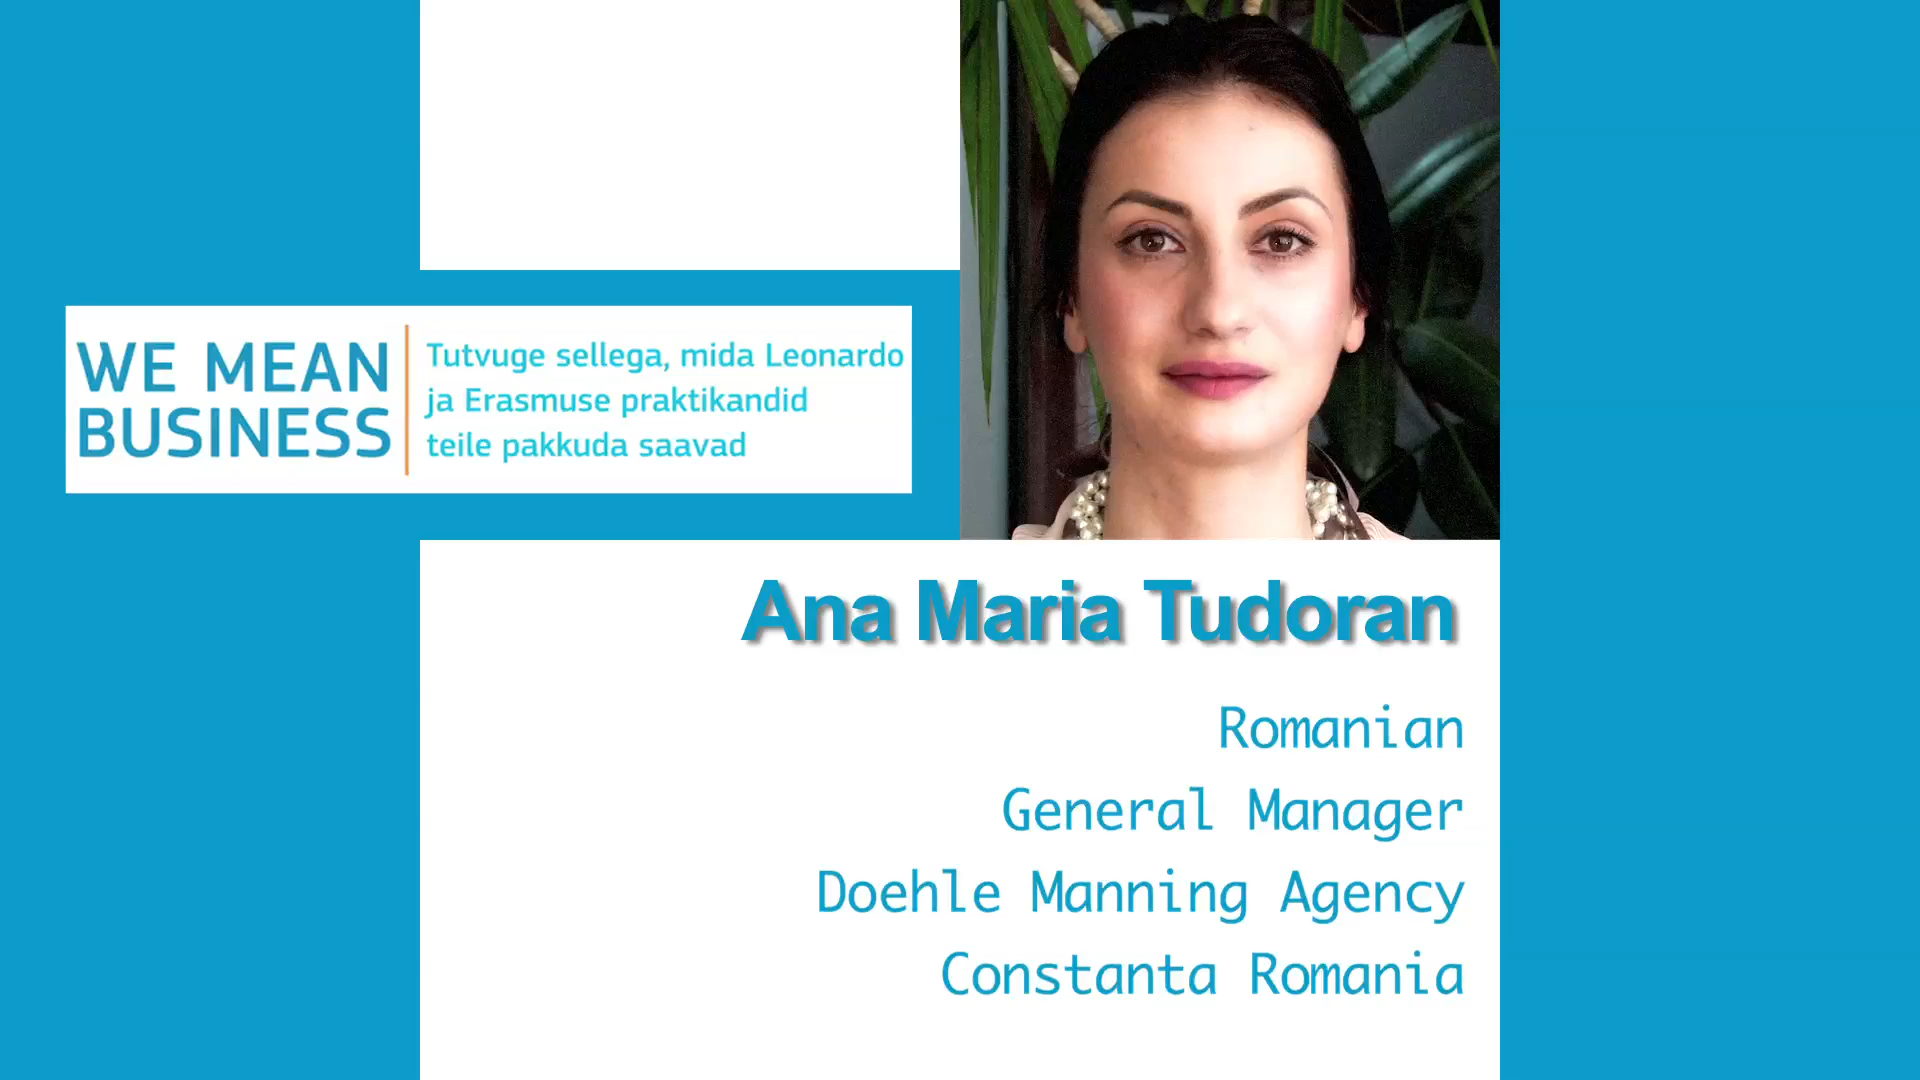 WE MEAN
BUSINESS
Tutvuge sellega, mida Leonardo
ja Erasmuse praktikandid
teile pakkuda saavad
Ana Maria Tudoran
Romanian
General Manager
Doehle Manning Agency
Constanta Romania